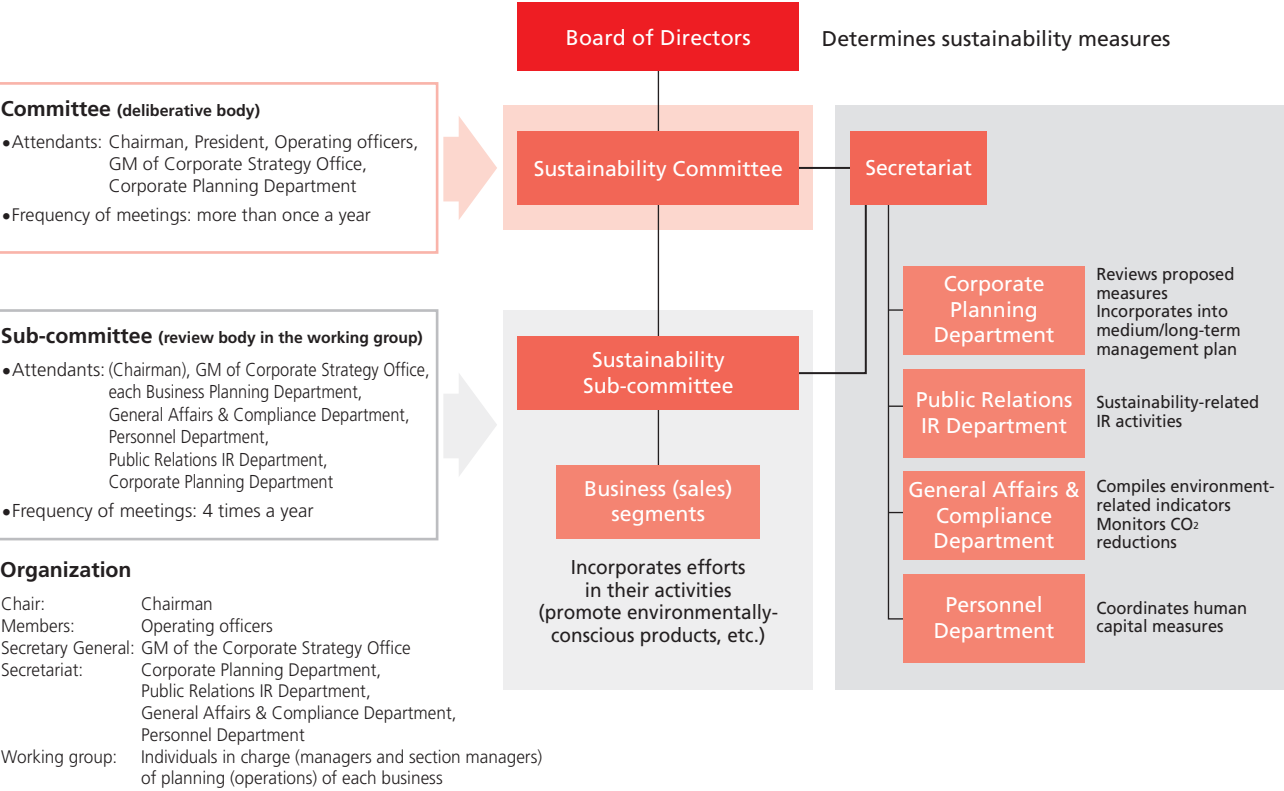 Board of Directors
Determines sustainability measures
Committee (deliberative body)
•Attendants: Chairman, President, Operating officers,
GM of Corporate Strategy Office,
Corporate Planning Department
•Frequency of meetings: more than once a year
Sustainability Committee
Secretariat
Sub-committee (review body in the working group)
•Attendants: (Chairman), GM of Corporate Strategy Office,
each Business Planning Department,
General Affairs & Compliance Department,
Personnel Department,
Public Relations IR Department,
Corporate Planning Department
•Frequency of meetings: 4 times a year
Sustainability
Sub-committee
Business (sales)
segments
Incorporates efforts
in their activities
(promote environmentally-
conscious products, etc.)
Corporate
Planning
Department
Reviews proposed
measures
Incorporates into
medium/long-term
management plan
Public Relations
IR Department
Sustainability-related
IR activities
General Affairs &
Compliance
Department
Compiles environment-
related indicators
Monitors CO2
reductions
Personnel
Department
Coordinates human
capital measures
Organization
Chair: Chairman
Members: Operating officers
Secretary General: GM of the Corporate Strategy Office
Secretariat: Corporate Planning Department,
Public Relations IR Department,
General Affairs & Compliance Department,
Personnel Department
Working group: Individuals in charge (managers and section managers)
of planning (operations) of each business